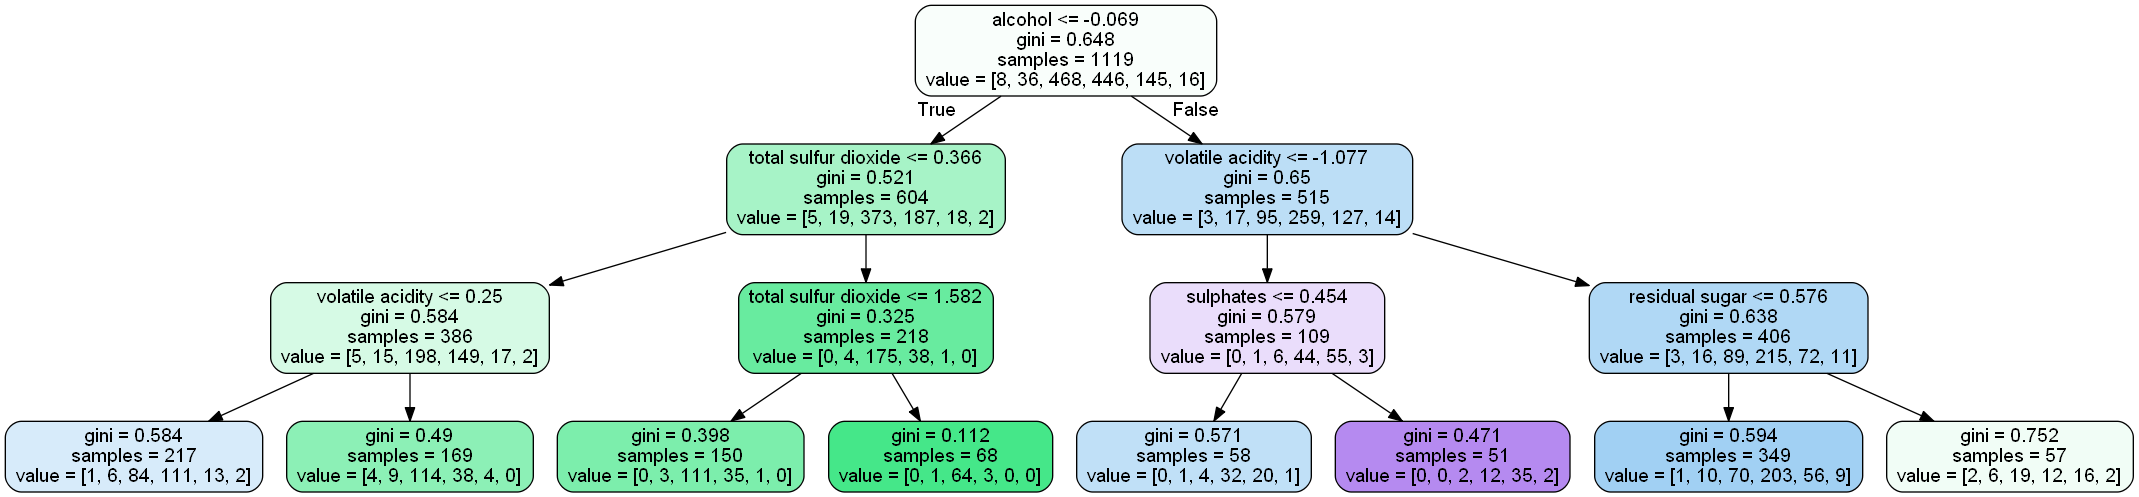 alcohol <= -0.069
gini = 0.648
samples = 1119
value = [8, 36, 468, 446, 145, 16]
True
False
total sulfur dioxide <= 0.366
gini = 0.521
samples = 604
value = [5, 19, 373, 187, 18, 2]
volatile acidity <= -1.077
gini = 0.65
samples = 515
value = [3, 17, 95, 259, 127, 14]
volatile acidity <= 0.25
gini = 0.584
samples = 386
value = [5, 15, 198, 149, 17, 2]
total sulfur dioxide <= 1.582
gini = 0.325
samples = 218
value = [0, 4, 175, 38, 1, 0]
sulphates <= 0.454
gini = 0.579
samples = 109
value = [0, 1, 6, 44, 55, 3]
residual sugar <= 0.576
gini = 0.638
samples = 406
value = [3, 16, 89, 215, 72, 11]
gini = 0.584
samples = 217
value = [1, 6, 84, 111, 13, 2]
gini = 0.49
samples = 169
value = [4, 9, 114, 38, 4, 0]
gini = 0.398
samples = 150
value = [0, 3, 111, 35, 1, 0]
gini = 0.112
samples = 68
value = [0, 1, 64, 3, 0, 0]
gini = 0.571
samples = 58
value = [0, 1, 4, 32, 20, 1]
gini = 0.471
samples = 51
value = [0, 0, 2, 12, 35, 2]
gini = 0.594
samples = 349
value = [1, 10, 70, 203, 56, 9]
gini = 0.752
samples = 57
value = [2, 6, 19, 12, 16, 2]